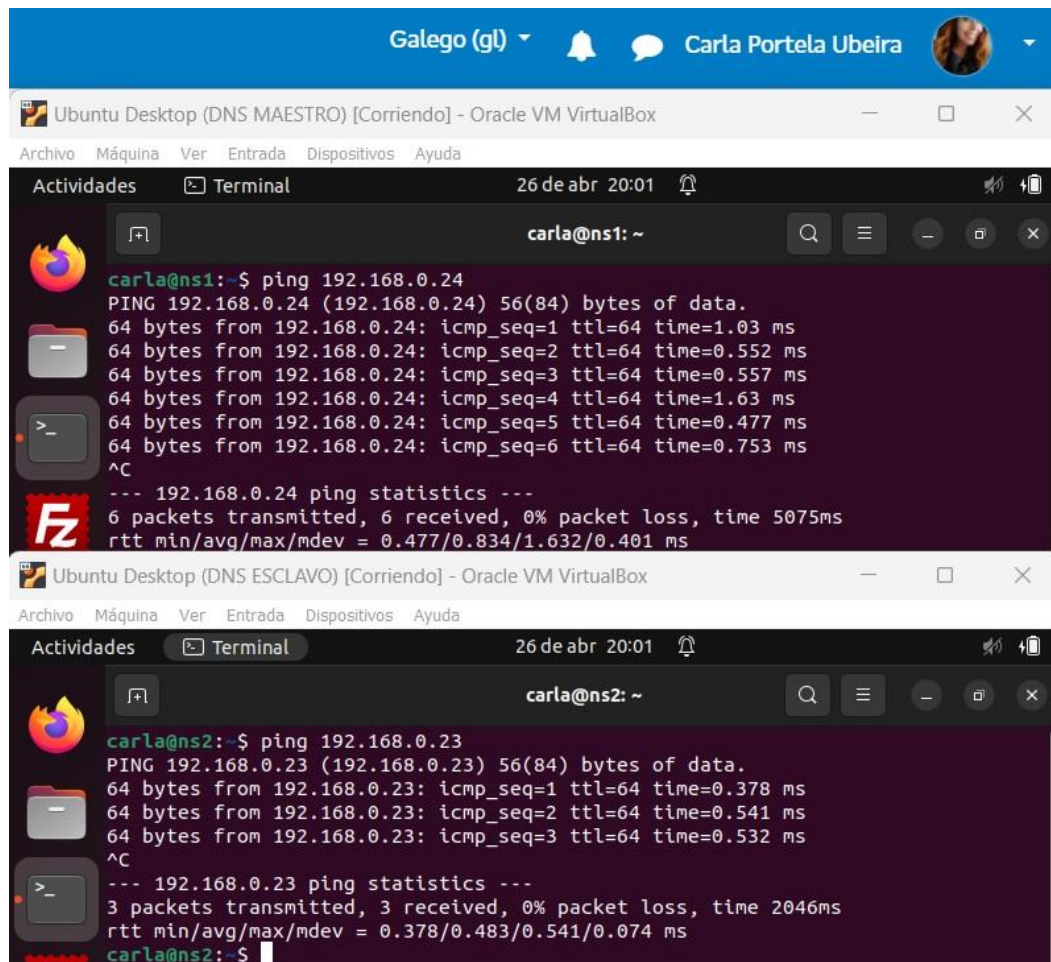 Galego (gl)
Carla Portela Ubeira
Ubuntu Desktop (DNS MAESTRO) [Corriendo] - Oracle VM VirtualBox
Archivo Máquina Ver Entrada Dispositivos Ayuda
Actividades Terminal 26 de abr 20:01
carla@ns1: ~
carla@ns1:~$ ping 192.168.0.24
PING 192.168.0.24 (192.168.0.24) 56(84) bytes of data.
64 bytes from 192.168.0.24: icmp_seq=1 ttl=64 time=1.03 ms
64 bytes from 192.168.0.24: icmp_seq=2 ttl=64 time=0.552 ms
64 bytes from 192.168.0.24: icmp_seq=3 ttl=64 time=0.557 ms
64 bytes from 192.168.0.24: icmp_seq=4 ttl=64 time=1.63 ms
64 bytes from 192.168.0.24: icmp_seq=5 ttl=64 time=0.477 ms
64 bytes from 192.168.0.24: icmp_seq=6 ttl=64 time=0.753 ms
^C
--- 192.168.0.24 ping statistics ---
6 packets transmitted, 6 received, 0% packet loss, time 5075ms
rtt min/avg/max/mdev = 0.477/0.834/1.632/0.401 ms
Fz
Ubuntu Desktop (DNS ESCLAVO) [Corriendo] - Oracle VM VirtualBox
Archivo Máquina Ver Entrada Dispositivos Ayuda
Actividades Terminal 26 de abr 20:01
carla@ns2: ~
carla@ns2:~$ ping 192.168.0.23
PING 192.168.0.23 (192.168.0.23) 56(84) bytes of data.
64 bytes from 192.168.0.23: icmp_seq=1 ttl=64 time=0.378 ms
64 bytes from 192.168.0.23: icmp_seq=2 ttl=64 time=0.541 ms
64 bytes from 192.168.0.23: icmp_seq=3 ttl=64 time=0.532 ms
^C
--- 192.168.0.23 ping statistics ---
3 packets transmitted, 3 received, 0% packet loss, time 2046ms
rtt min/avg/max/mdev = 0.378/0.483/0.541/0.074 ms
carla@ns2:~$